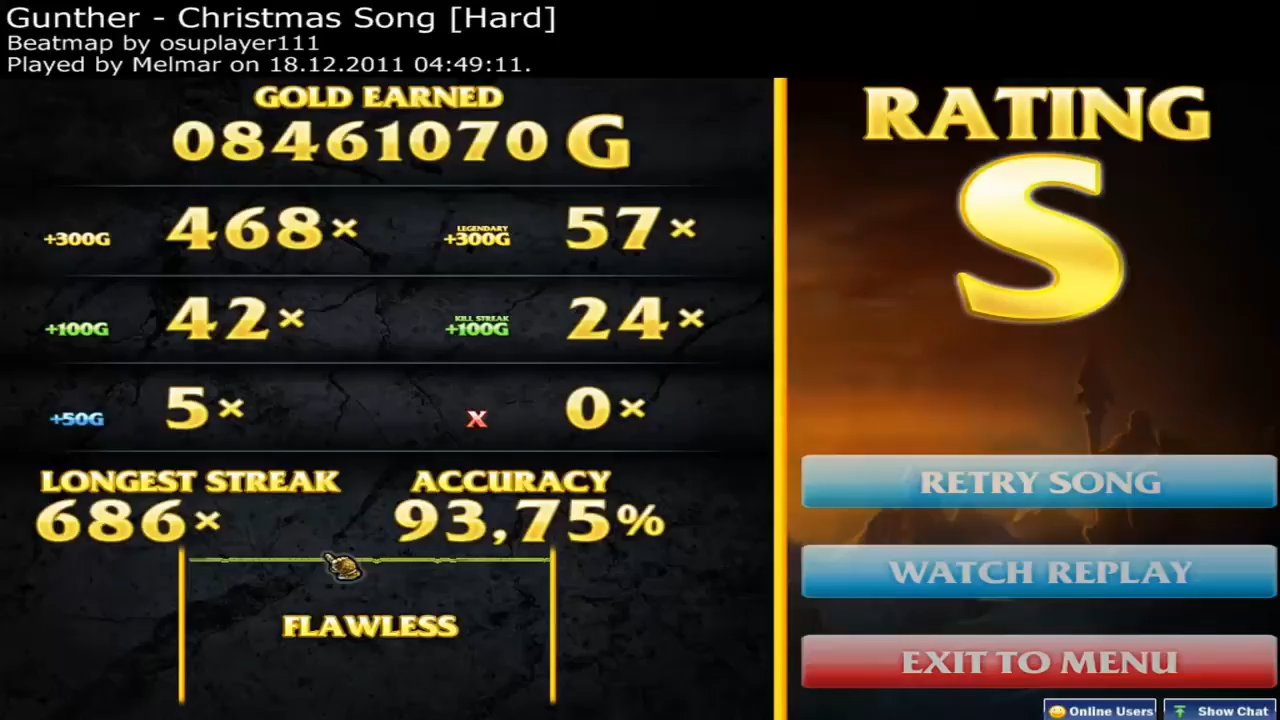 Gunther - Christmas Song [Hard]
Beatmap by osuplayer111
Played by Melmar on 18.12.2011 04:49:11.
GOLD EARNED
08461070 G
RATING
S
+300G 468× LEGENDARY +300G 57×
+100G 42× KILL STREAK +100G 24×
+50G 5× X 0×
LONGEST STREAK ACCURACY
686× 93,75%
FLAWLESS
RETRY SONG
WATCH REPLAY
EXIT TO MENU
Online Users Show Chat